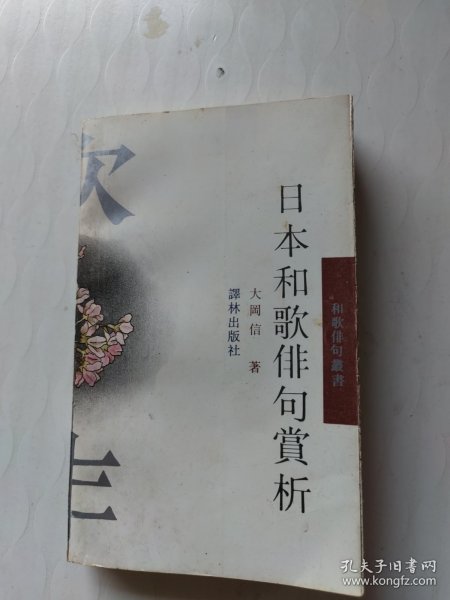 和歌俳句叢書
日本和歌俳句賞析
大岡信 著
譯林出版社
孔夫子旧书网
www.kongfz.com